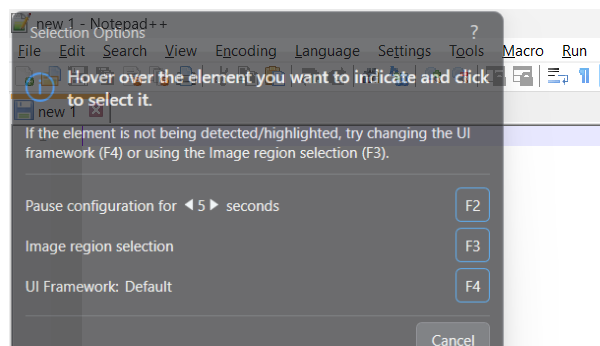 new 1 - Notepad++
Selection Options ?
File Edit Search View Encoding Language Settings Tools Macro Run
Hover over the element you want to indicate and click
to select it.
new 1
If the element is not being detected/highlighted, try changing the UI
framework (F4) or using the Image region selection (F3).
Pause configuration for 5 seconds F2
Image region selection F3
UI Framework: Default F4
Cancel